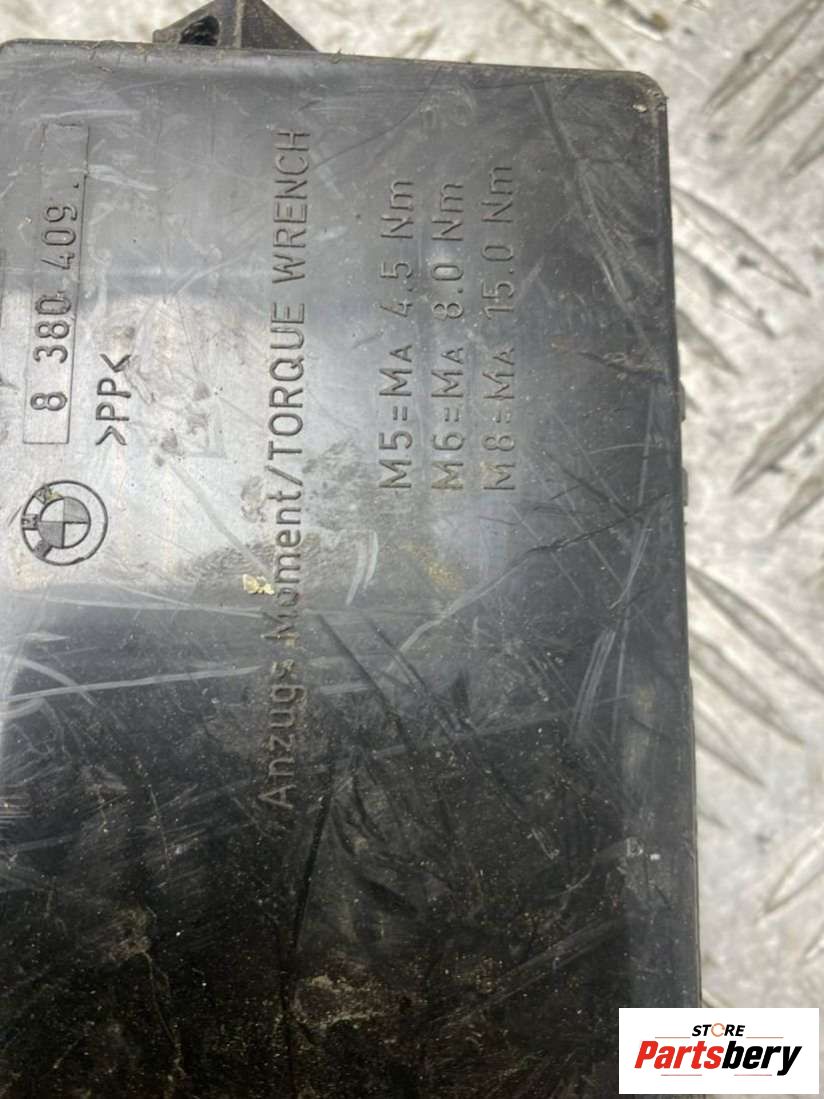 8 380 409.
>PP<
Anzugs Moment/TORQUE WRENCH
M5=MA 4.5 Nm
M6=MA 8.0 Nm
M8=MA 15.0 Nm
STORE
Partsbery